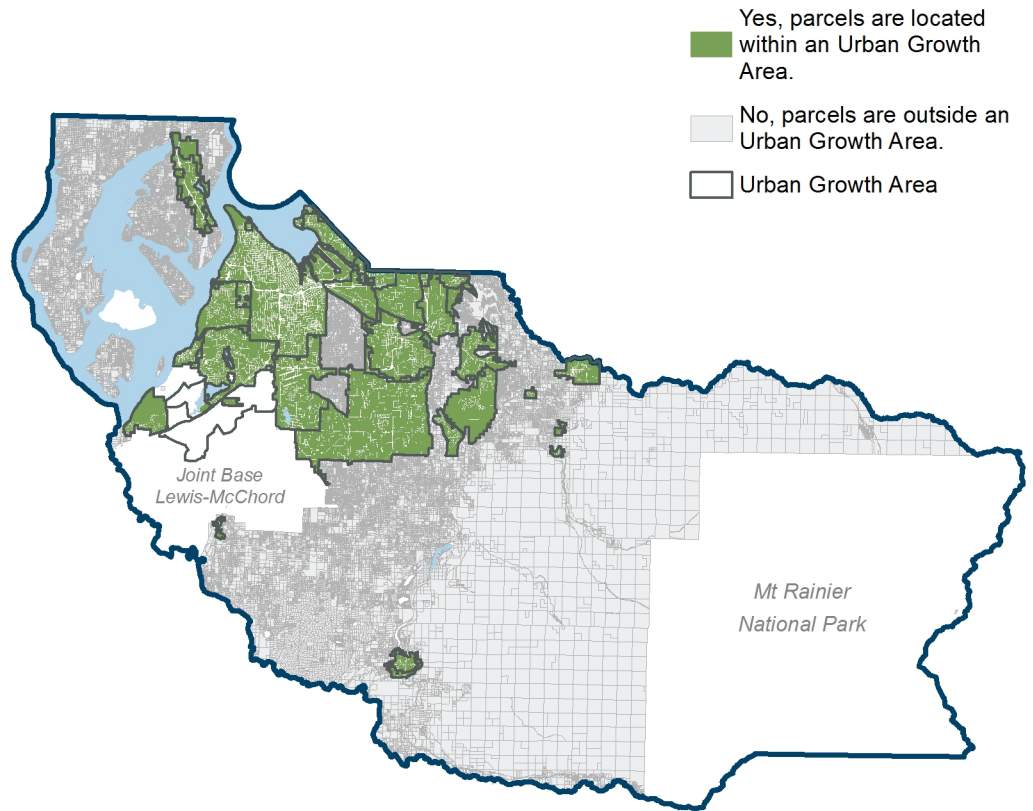 Yes, parcels are located
within an Urban Growth
Area.
No, parcels are outside an
Urban Growth Area.
Urban Growth Area
Joint Base
Lewis-McChord
Mt Rainier
National Park